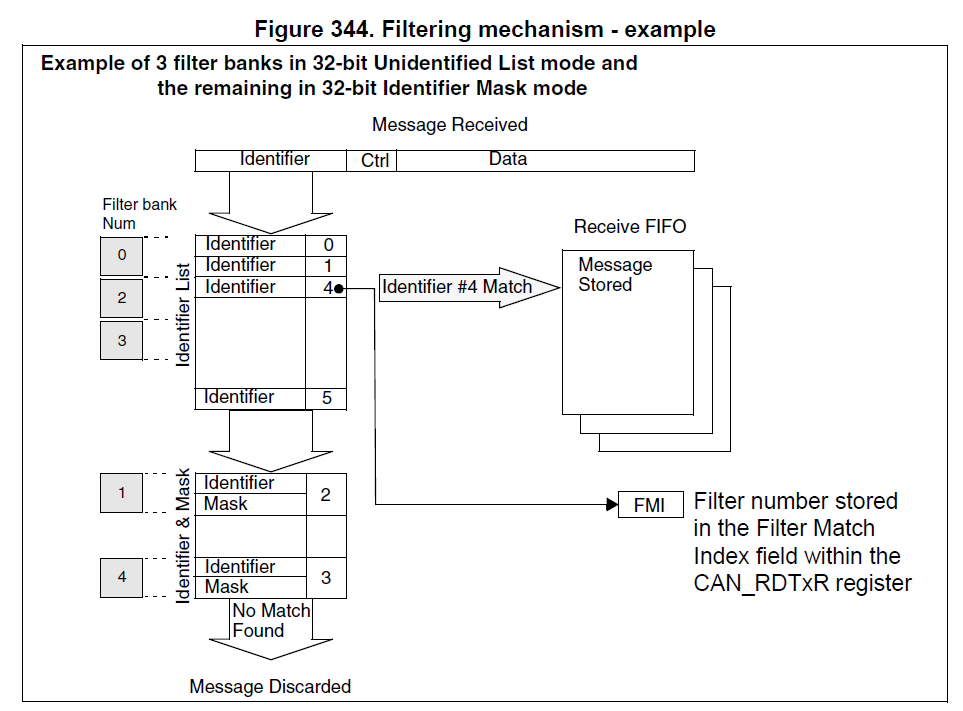 Figure 344. Filtering mechanism - example
Example of 3 filter banks in 32-bit Unidentified List mode and
the remaining in 32-bit Identifier Mask mode
Message Received
Identifier Ctrl Data
Filter bank
Num
Receive FIFO
0
Identifier 0
Identifier 1
Identifier 4
Identifier #4 Match
Message
Stored
2
3
Identifier List
Identifier 5
1
Identifier 2
Mask
Identifier & Mask
FMI
Filter number stored
in the Filter Match
Index field within the
CAN_RDTxR register
4
Identifier 3
Mask
No Match
Found
Message Discarded